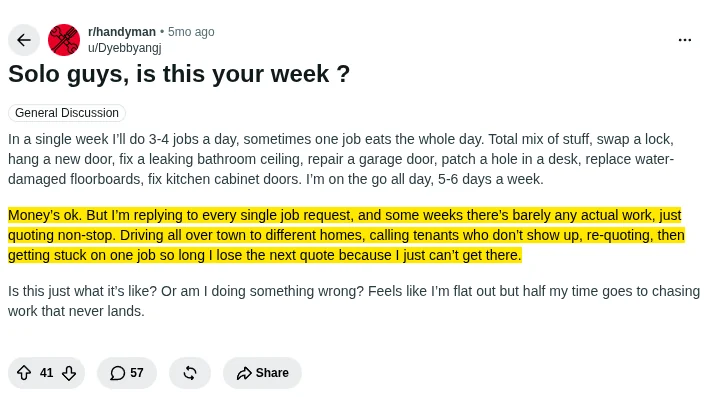 r/handyman • 5mo ago
u/Dyebbyangj
Solo guys, is this your week ?
General Discussion
In a single week I’ll do 3-4 jobs a day, sometimes one job eats the whole day. Total mix of stuff, swap a lock,
hang a new door, fix a leaking bathroom ceiling, repair a garage door, patch a hole in a desk, replace water-
damaged floorboards, fix kitchen cabinet doors. I’m on the go all day, 5-6 days a week.
Money’s ok. But I’m replying to every single job request, and some weeks there’s barely any actual work, just
quoting non-stop. Driving all over town to different homes, calling tenants who don’t show up, re-quoting, then
getting stuck on one job so long I lose the next quote because I just can’t get there.
Is this just what it’s like? Or am I doing something wrong? Feels like I’m flat out but half my time goes to chasing
work that never lands.
41 57 Share